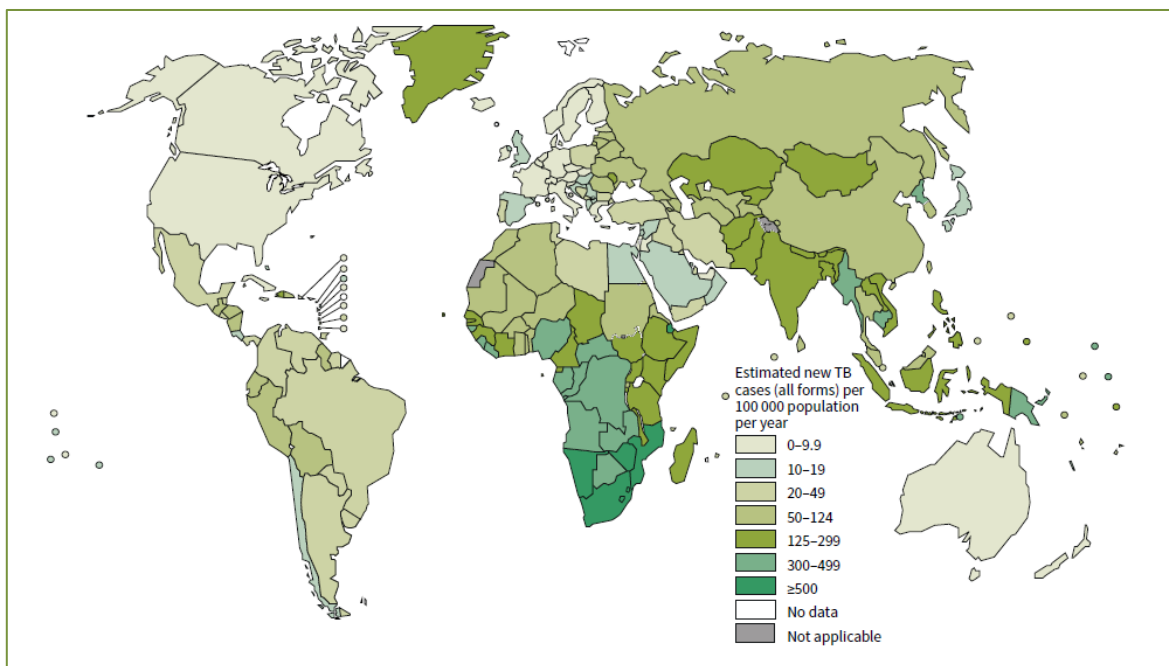 Estimated new TB
cases (all forms) per
100 000 population
per year
0–9.9
10–19
20–49
50–124
125–299
300–499
≥500
No data
Not applicable